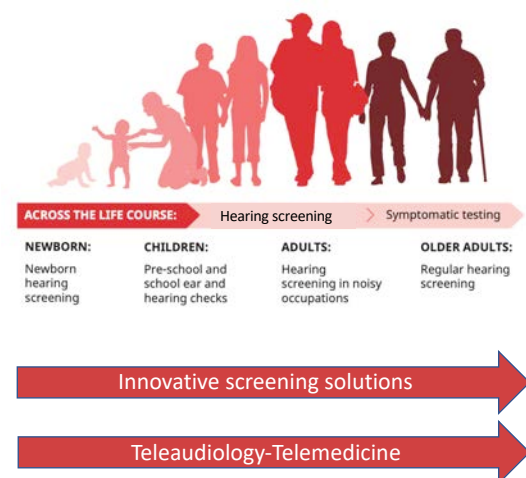 ACROSS THE LIFE COURSE: Hearing screening Symptomatic testing
NEWBORN:
Newborn
hearing
screening
CHILDREN:
Pre-school and
school ear and
hearing checks
ADULTS:
Hearing
screening in noisy
occupations
OLDER ADULTS:
Regular hearing
screening
Innovative screening solutions
Teleaudiology-Telemedicine